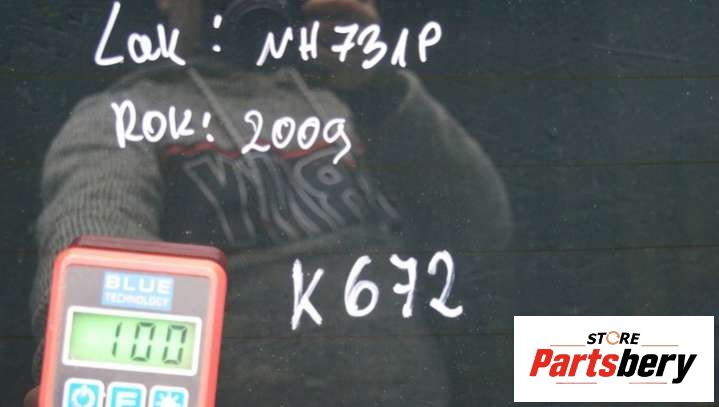 Lak: NH731P
Rok: 2009
K672
BLUE
TECHNOLOGY
100
F
STORE
Partsbery